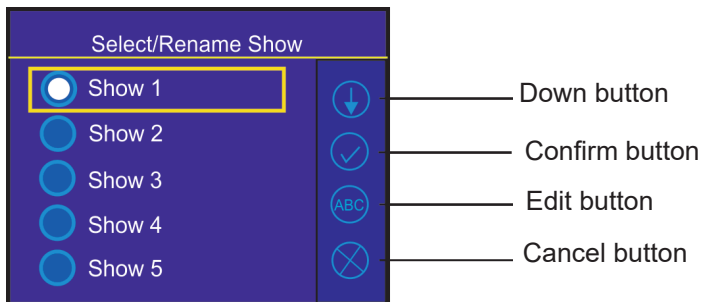 Select/Rename Show
Show 1
Show 2
Show 3
Show 4
Show 5
ABC
Down button
Confirm button
Edit button
Cancel button